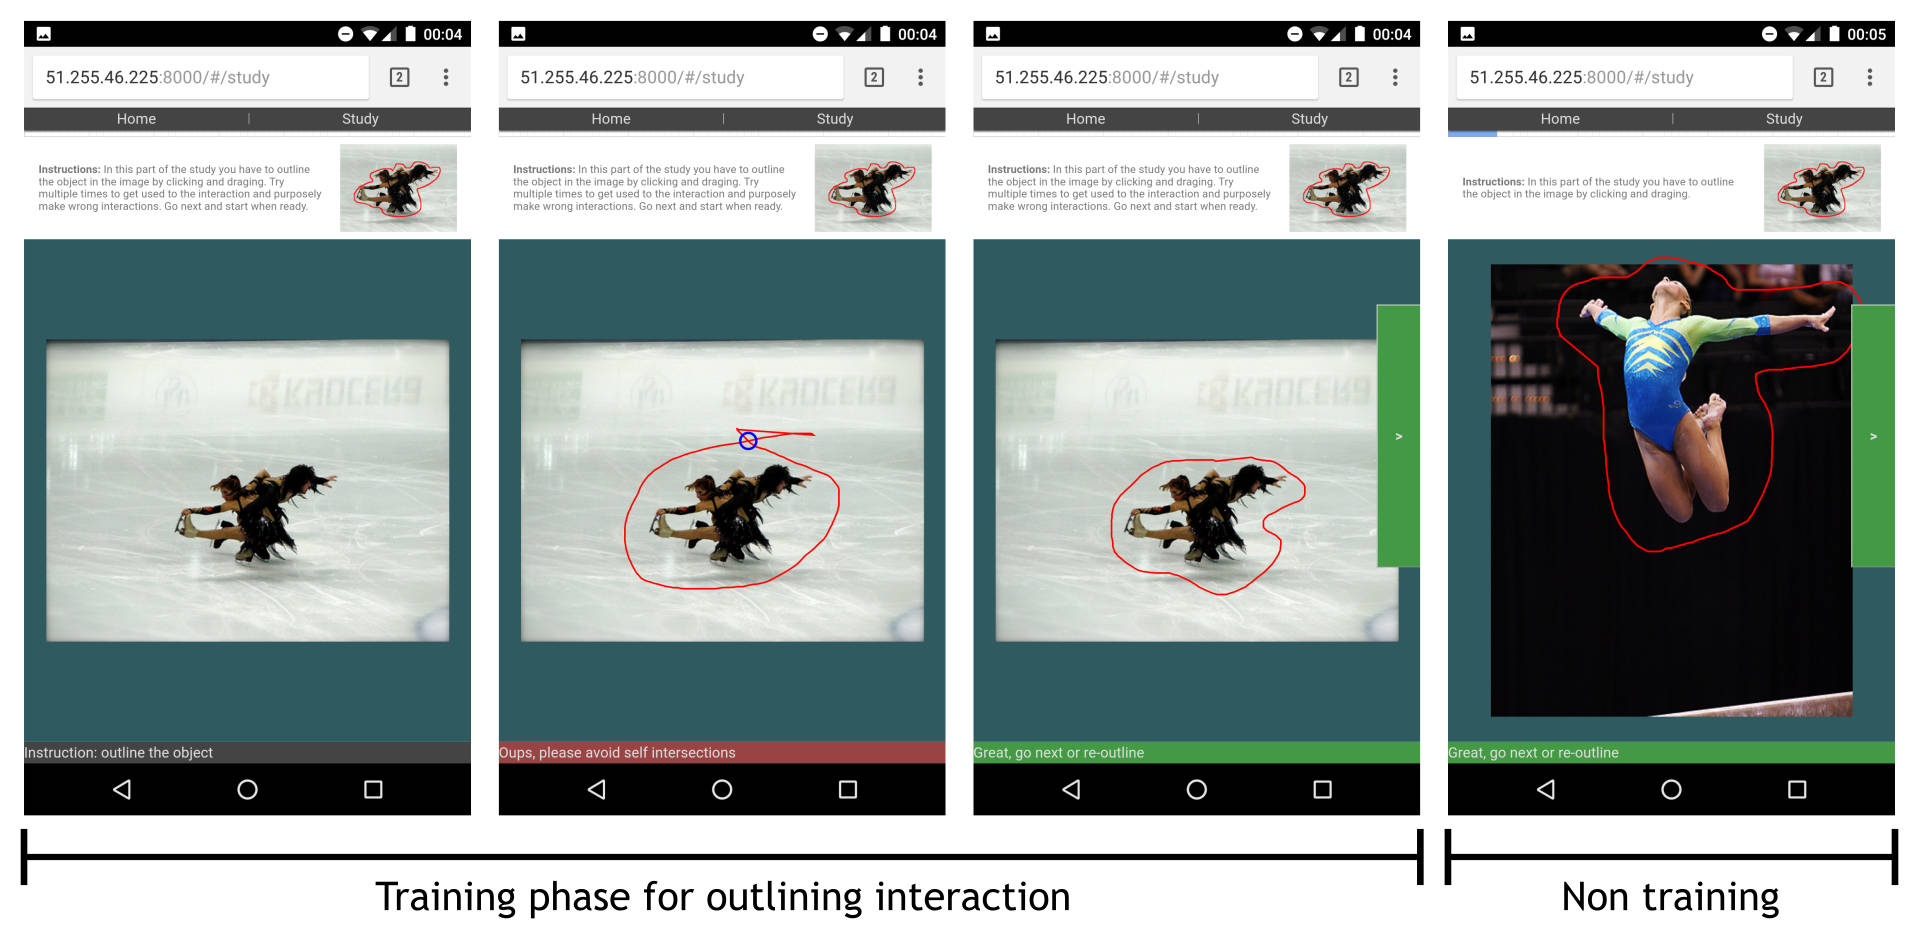 00:04
51.255.46.225:8000/#/study
2
Home | Study
Instructions: In this part of the study you have to outline
the object in the image by clicking and draging. Try
multiple times to get used to the interaction and purposely
make wrong interactions. Go next and start when ready.
KYOCERA
Instruction: outline the object
00:04
51.255.46.225:8000/#/study
2
Home | Study
Instructions: In this part of the study you have to outline
the object in the image by clicking and draging. Try
multiple times to get used to the interaction and purposely
make wrong interactions. Go next and start when ready.
KYOCERA
Oups, please avoid self intersections
00:04
51.255.46.225:8000/#/study
2
Home | Study
Instructions: In this part of the study you have to outline
the object in the image by clicking and draging. Try
multiple times to get used to the interaction and purposely
make wrong interactions. Go next and start when ready.
KYOCERA
>
Great, go next or re-outline
00:05
51.255.46.225:8000/#/study
2
Home | Study
Instructions: In this part of the study you have to outline
the object in the image by clicking and draging.
>
Great, go next or re-outline
Training phase for outlining interaction
Non training